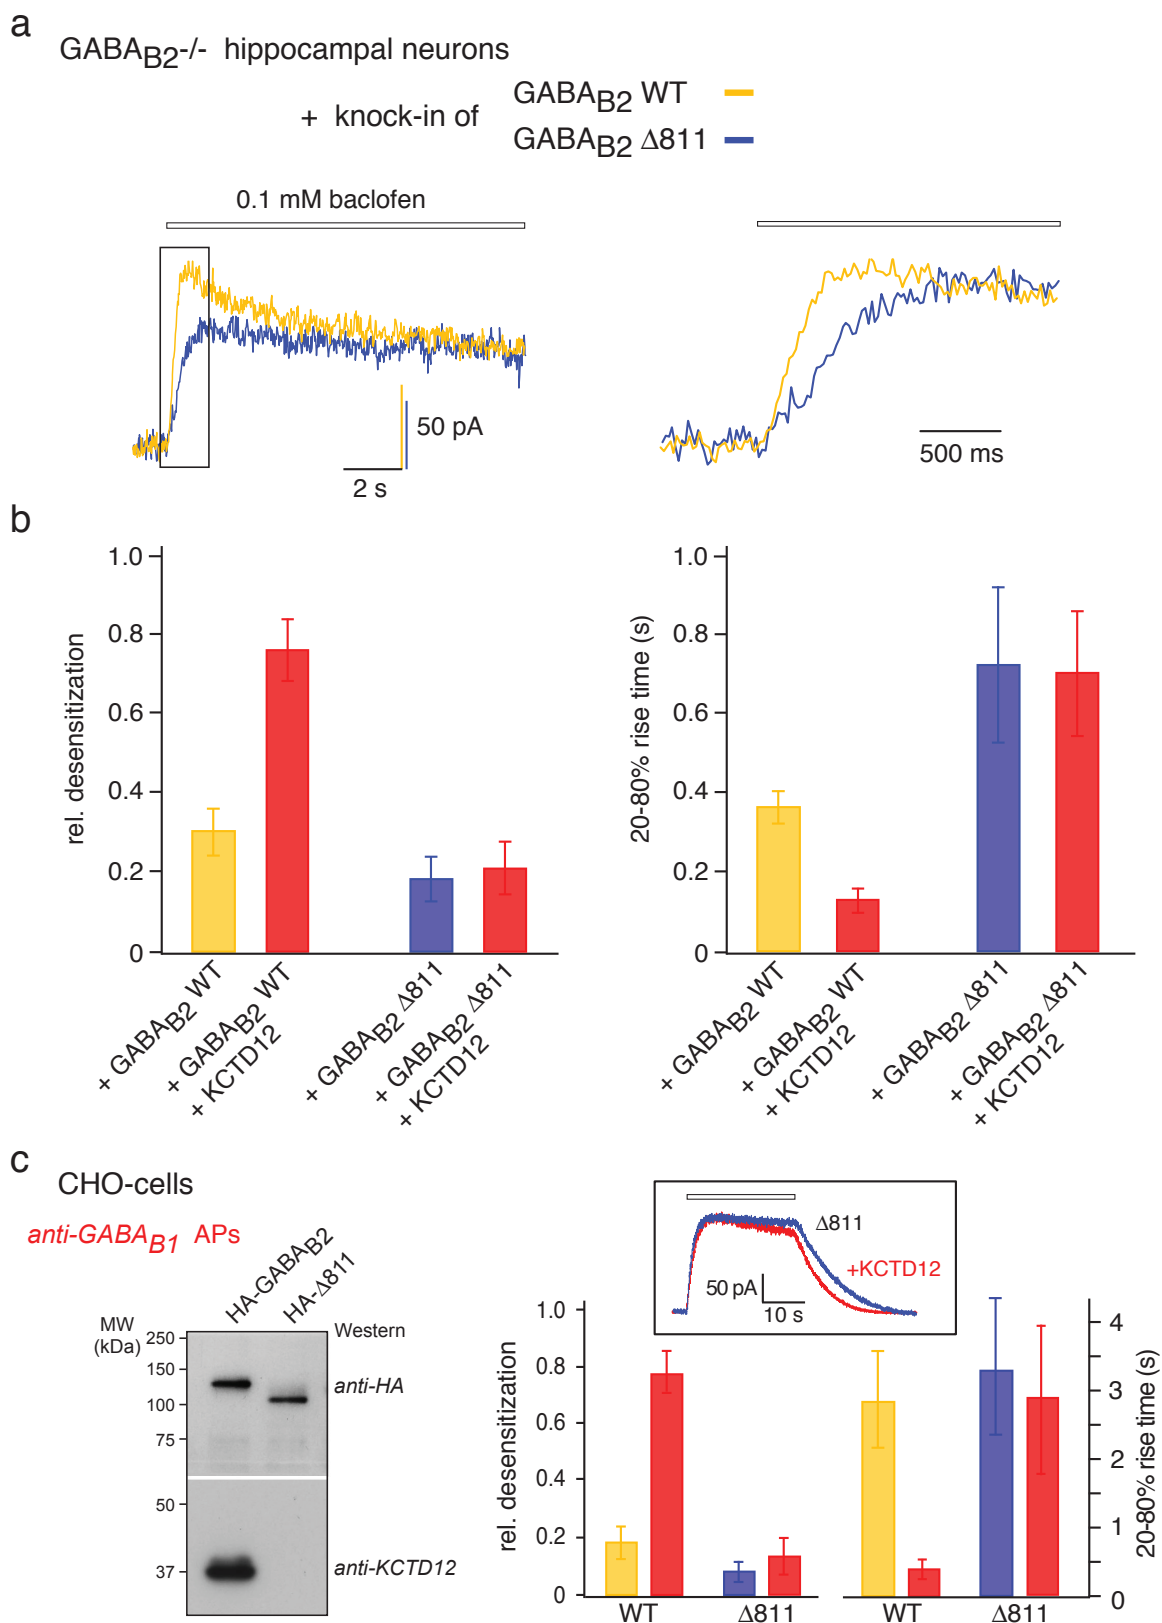 a
GABAB2-/- hippocampal neurons
+ knock-in of
GABAB2 WT
GABAB2 Δ811
0.1 mM baclofen
50 pA
2 s
500 ms
b
rel. desensitization
1.0
0.8
0.6
0.4
0.2
0
+ GABAB2 WT
+ GABAB2 WT
+ KCTD12
+ GABAB2 Δ811
+ GABAB2 Δ811
+ KCTD12
20-80% rise time (s)
1.0
0.8
0.6
0.4
0.2
0
+ GABAB2 WT
+ GABAB2 WT
+ KCTD12
+ GABAB2 Δ811
+ GABAB2 Δ811
+ KCTD12
c
CHO-cells
anti-GABAB1 APs
HA-GABAB2
HA-Δ811
MW
(kDa)
Western
250
150
100
75
50
37
anti-HA
anti-KCTD12
Δ811
+KCTD12
50 pA
10 s
rel. desensitization
1.0
0.8
0.6
0.4
0.2
0
WT
Δ811
WT
Δ811
4
3
2
1
0
20-80% rise time (s)